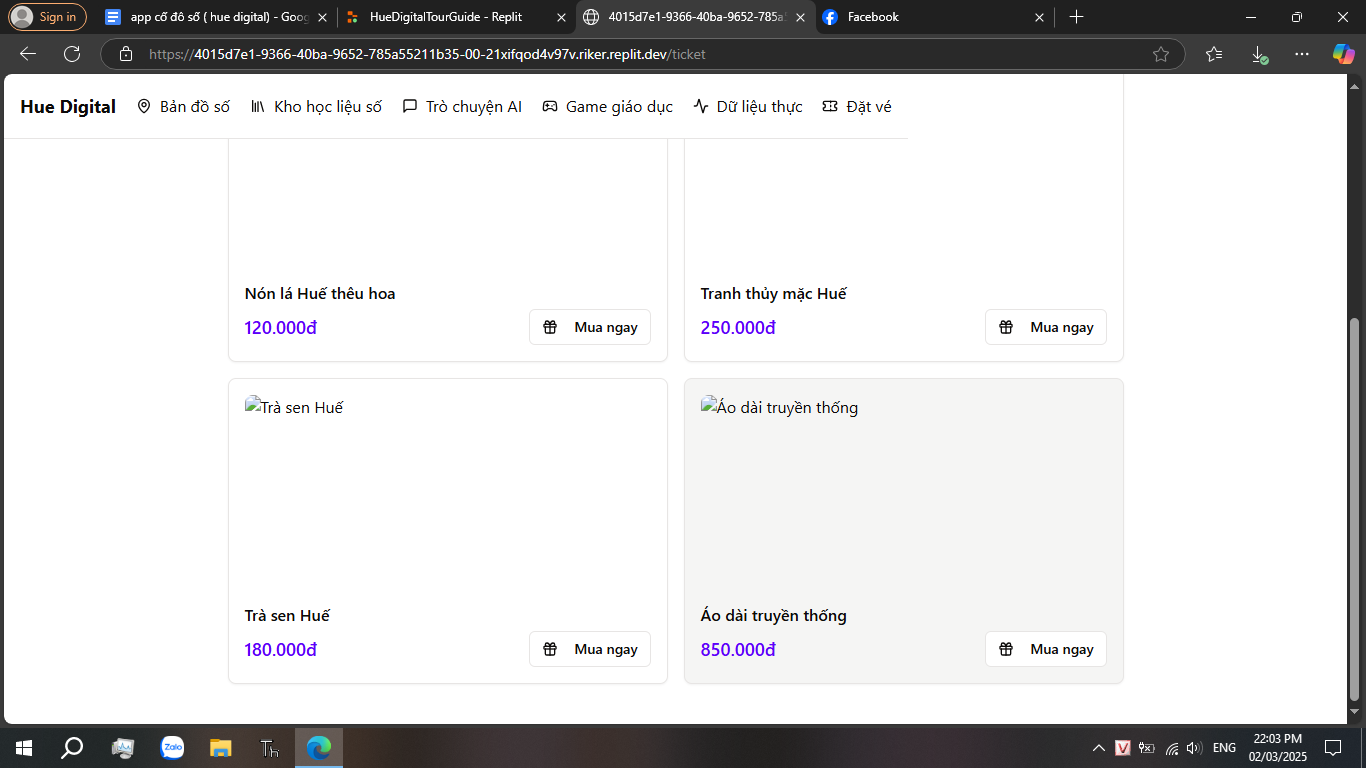 Sign in
app cố đô số ( hue digital) - Goog
HueDigitalTourGuide - Replit
4015d7e1-9366-40ba-9652-785a5
Facebook
https://4015d7e1-9366-40ba-9652-785a55211b35-00-21xifqod4v97v.riker.replit.dev/ticket
Hue Digital
Bản đồ số
Kho học liệu số
Trò chuyện AI
Game giáo dục
Dữ liệu thực
Đặt vé
Nón lá Huế thêu hoa
120.000đ
Mua ngay
Tranh thủy mặc Huế
250.000đ
Mua ngay
Trà sen Huế
Trà sen Huế
180.000đ
Mua ngay
Áo dài truyền thống
Áo dài truyền thống
850.000đ
Mua ngay
Zalo
Th
V
ENG
22:03 PM
02/03/2025